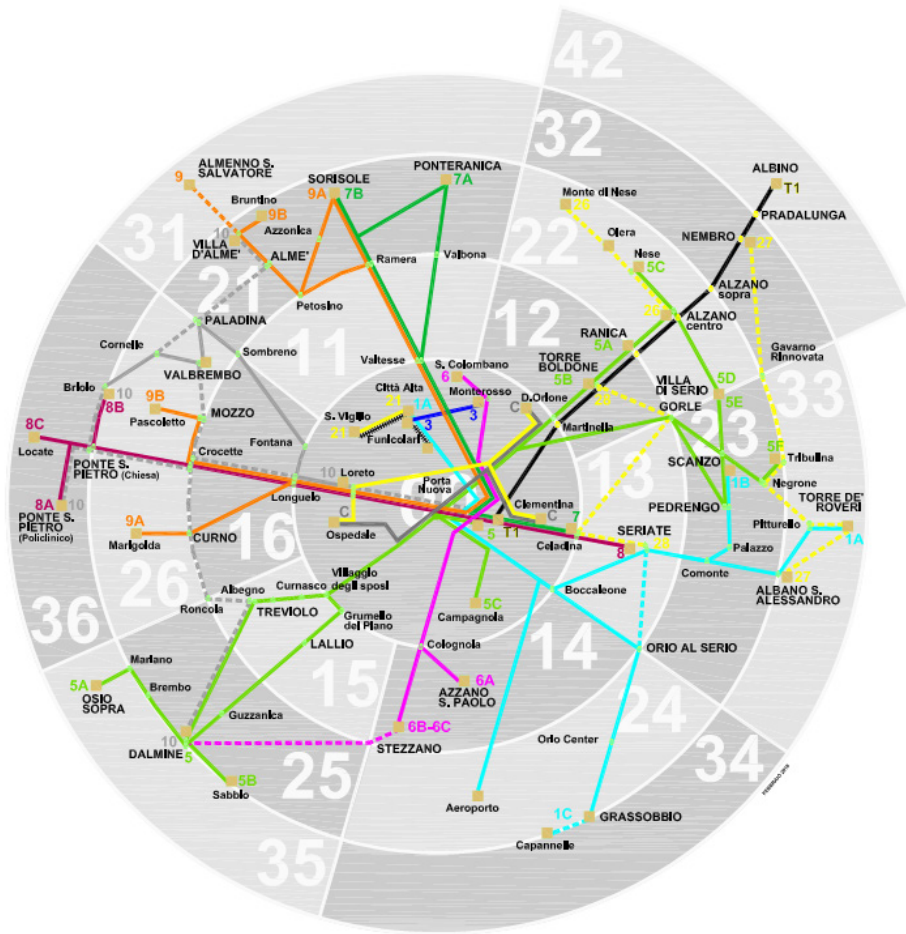 42
32
ALBINO
T1
PRADALUNGA
NEMBRO
27
ALMENNO S.
SALVATORE
9
SORISOLE
9A
7B
PONTERANICA
7A
Bruntino
9B
Azzonica
10
VILLA
D'ALME'
31
ALME'
Ramera
Valbona
Petosino
Monte di Nese
26
Olera
22
Nese
5C
ALZANO
sopra
26
ALZANO
centro
21
PALADINA
11
12
RANICA
5A
Cornelle
Sombreno
VALBREMBO
Valtesse
S. Colombano
6
TORRE
BOLDONE
5B
28
Gavarno
Rinnovata
33
Briolo
10
8B
9B
Pascoletto
MOZZO
Città Alta
21
1A
Monterosso
3
3
D.Orione
C
VILLA
DI SERIO
GORLE
5D
5E
23
S. Vigilio
21
Funicolari
Martinella
8C
Locate
PONTE S.
PIETRO (Chiesa)
Crocette
Fontana
13
SCANZO
1B
5F
Tribulina
Negrone
10
Loreto
Porta
Nuova
Longuelo
8A
10
PONTE S.
PIETRO
(Policlinico)
9A
Marigolda
CURNO
16
C
Ospedale
5
T1
Clementina
C
7
Celadina
PEDRENGO
TORRE DE'
ROVERI
Pitturello
1A
SERIATE
8
28
Palazzo
Comonte
27
ALBANO S.
ALESSANDRO
26
36
Albegno
Curnasco
Villaggio
degli sposi
Roncola
TREVIOLO
Grumello
del Piano
5C
Campagnola
Boccaleone
14
LALLIO
15
Colognola
ORIO AL SERIO
Mariano
5A
OSIO
SOPRA
Brembo
6A
AZZANO
S. PAOLO
24
Guzzanica
6B-6C
STEZZANO
10
DALMINE
5
25
5B
Sabbio
Orio Center
34
Aeroporto
1C
GRASSOBBIO
Capannelle
35